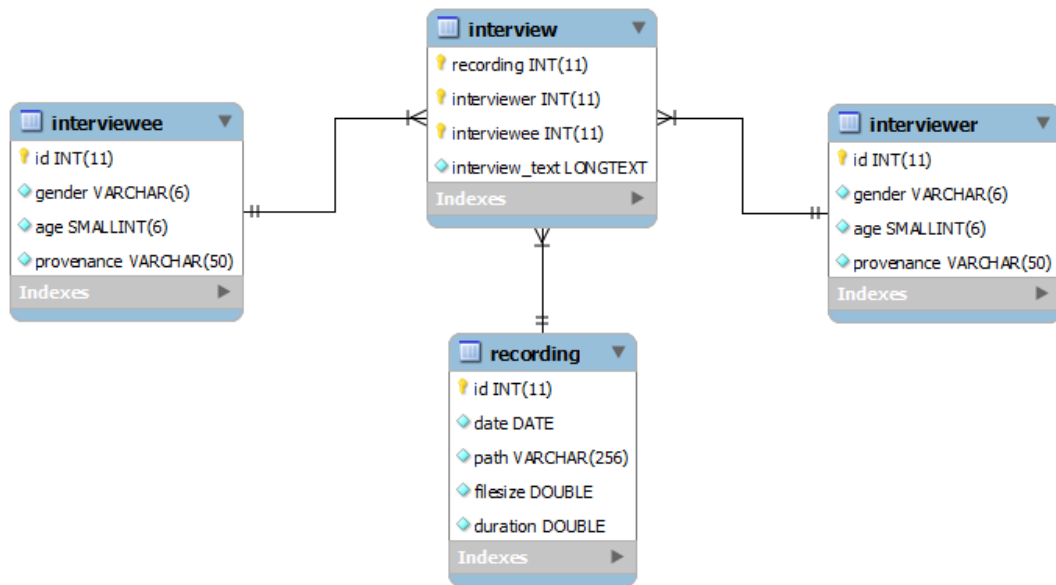 interview
recording INT(11)
interviewer INT(11)
interviewee INT(11)
interview_text LONGTEXT
Indexes
interviewee
id INT(11)
gender VARCHAR(6)
age SMALLINT(6)
provenance VARCHAR(50)
Indexes
interviewer
id INT(11)
gender VARCHAR(6)
age SMALLINT(6)
provenance VARCHAR(50)
Indexes
recording
id INT(11)
date DATE
path VARCHAR(256)
filesize DOUBLE
duration DOUBLE
Indexes